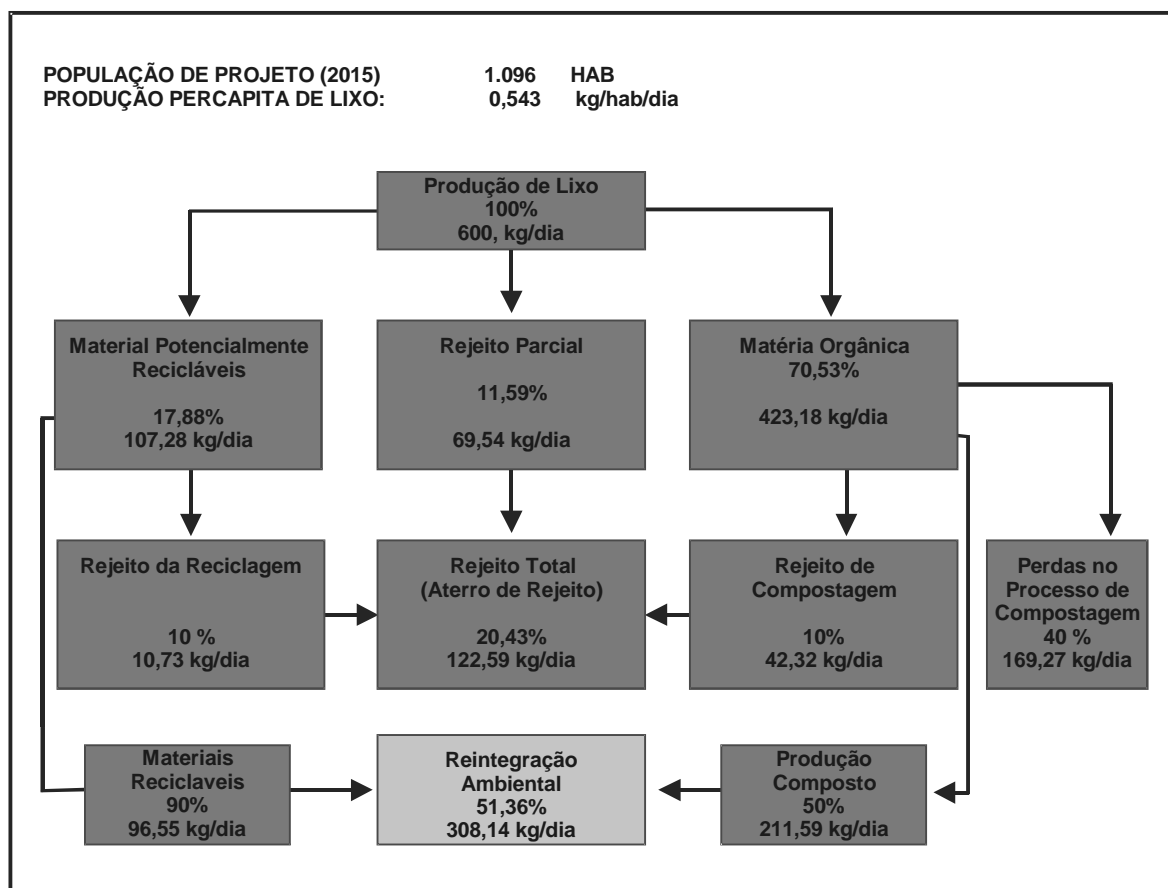 POPULAÇÃO DE PROJETO (2015) 1.096 HAB
PRODUÇÃO PERCAPITA DE LIXO: 0,543 kg/hab/dia
Produção de Lixo
100%
600, kg/dia
Material Potencialmente
Recicláveis
17,88%
107,28 kg/dia
Rejeito Parcial
11,59%
69,54 kg/dia
Matéria Orgânica
70,53%
423,18 kg/dia
Rejeito da Reciclagem
10 %
10,73 kg/dia
Rejeito Total
(Aterro de Rejeito)
20,43%
122,59 kg/dia
Rejeito de
Compostagem
10%
42,32 kg/dia
Perdas no
Processo de
Compostagem
40 %
169,27 kg/dia
Materiais
Reciclaveis
90%
96,55 kg/dia
Reintegração
Ambiental
51,36%
308,14 kg/dia
Produção
Composto
50%
211,59 kg/dia